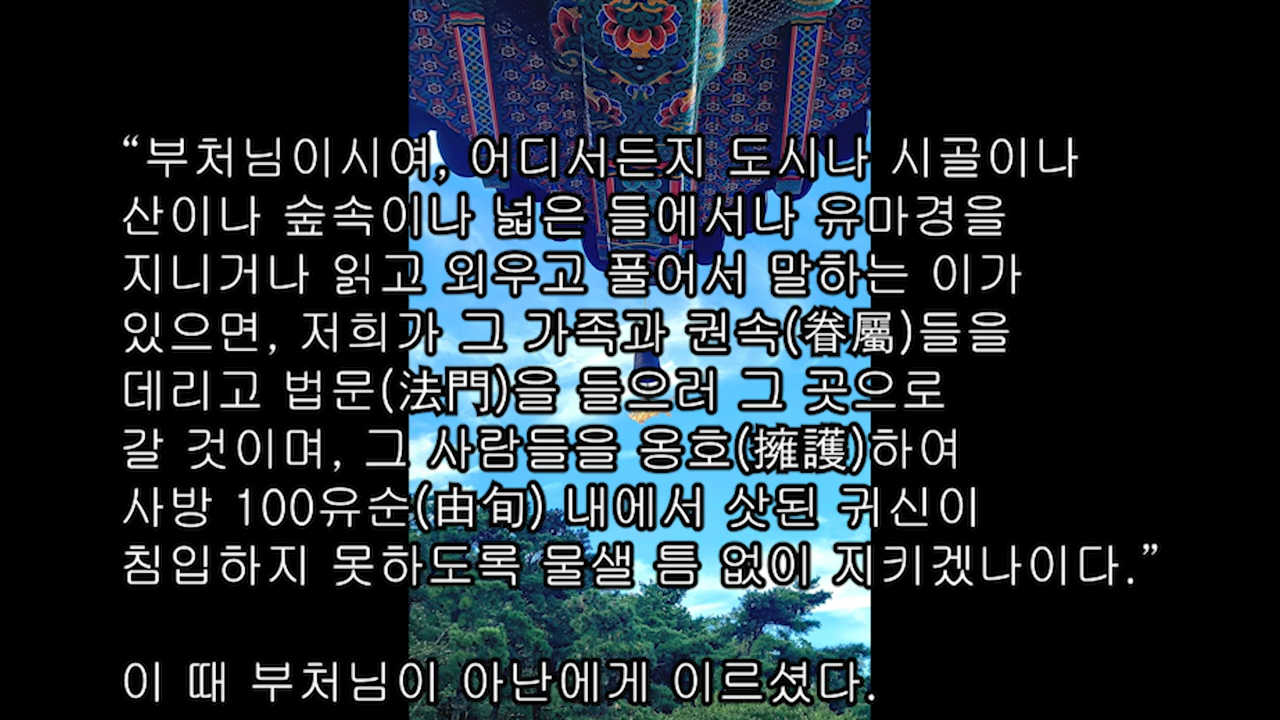 “부처님이시여, 어디서든지 도시나 시골이나
산이나 숲속이나 넓은 들에서나 유마경을
지니거나 읽고 외우고 풀어서 말하는 이가
있으면, 저희가 그 가족과 권속(眷屬)들을
데리고 법문(法門)을 들으러 그 곳으로
갈 것이며, 그 사람들을 옹호(擁護)하여
사방 100유순(由旬) 내에서 삿된 귀신이
침입하지 못하도록 물샐 틈 없이 지키겠나이다.”
이 때 부처님이 아난에게 이르셨다.